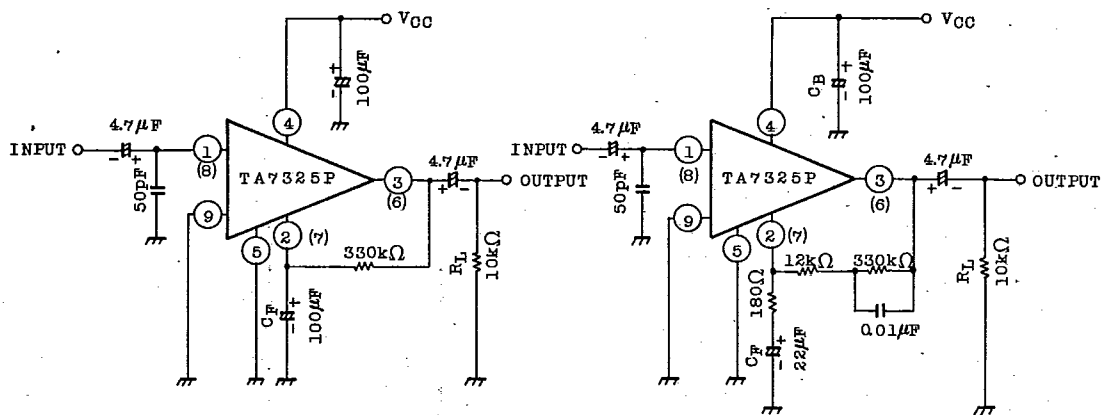 VCC
100μF
- +
4
4.7μF
INPUT
- +
1
(8)
50pF
TA7325P
3
(6)
4.7μF
+ -
OUTPUT
9
5
2
(7)
330kΩ
RL
10kΩ
CF
- +
100μF
VCC
CB
- +
100μF
4
4.7μF
INPUT
- +
1
(8)
50pF
TA7325P
3
(6)
4.7μF
+ -
OUTPUT
9
5
2
(7)
12kΩ
330kΩ
0.01μF
180Ω
RL
10kΩ
CF
- +
22μF